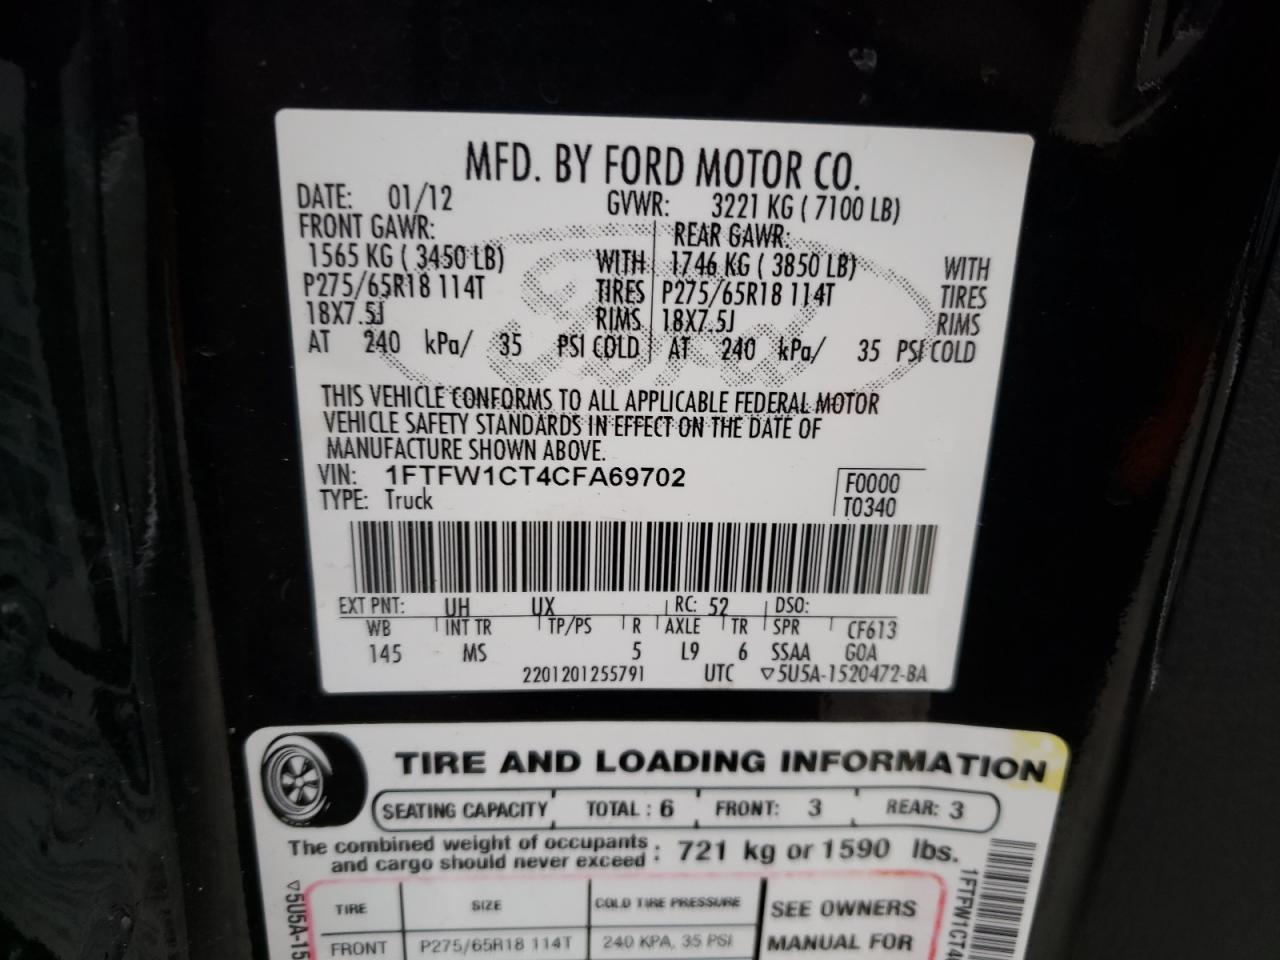 MFD. BY FORD MOTOR CO.
DATE: 01/12 GVWR: 3221 KG ( 7100 LB)
FRONT GAWR: REAR GAWR:
1565 KG ( 3450 LB) WITH 1746 KG ( 3850 LB) WITH
P275/65R18 114T TIRES P275/65R18 114T TIRES
18X7.5J RIMS 18X7.5J RIMS
AT 240 kPa/ 35 PSI COLD AT 240 kPa/ 35 PSI COLD
Ford
THIS VEHICLE CONFORMS TO ALL APPLICABLE FEDERAL MOTOR
VEHICLE SAFETY STANDARDS IN EFFECT ON THE DATE OF
MANUFACTURE SHOWN ABOVE.
VIN: 1FTFW1CT4CFA69702 F0000
TYPE: Truck T0340
EXT PNT: UH UX RC: 52 DSO:
WB INT TR TP/PS R AXLE TR SPR CF613
145 MS 5 L9 6 SSAA GOA
2201201255791 UTC ▽5U5A-1520472-BA
TIRE AND LOADING INFORMATION
SEATING CAPACITY TOTAL : 6 FRONT: 3 REAR: 3
The combined weight of occupants
and cargo should never exceed : 721 kg or 1590 lbs.
TIRE SIZE COLD TIRE PRESSURE SEE OWNERS
FRONT P275/65R18 114T 240 KPA, 35 PSI MANUAL FOR
▽5U5A-15
1FTFW1CT4